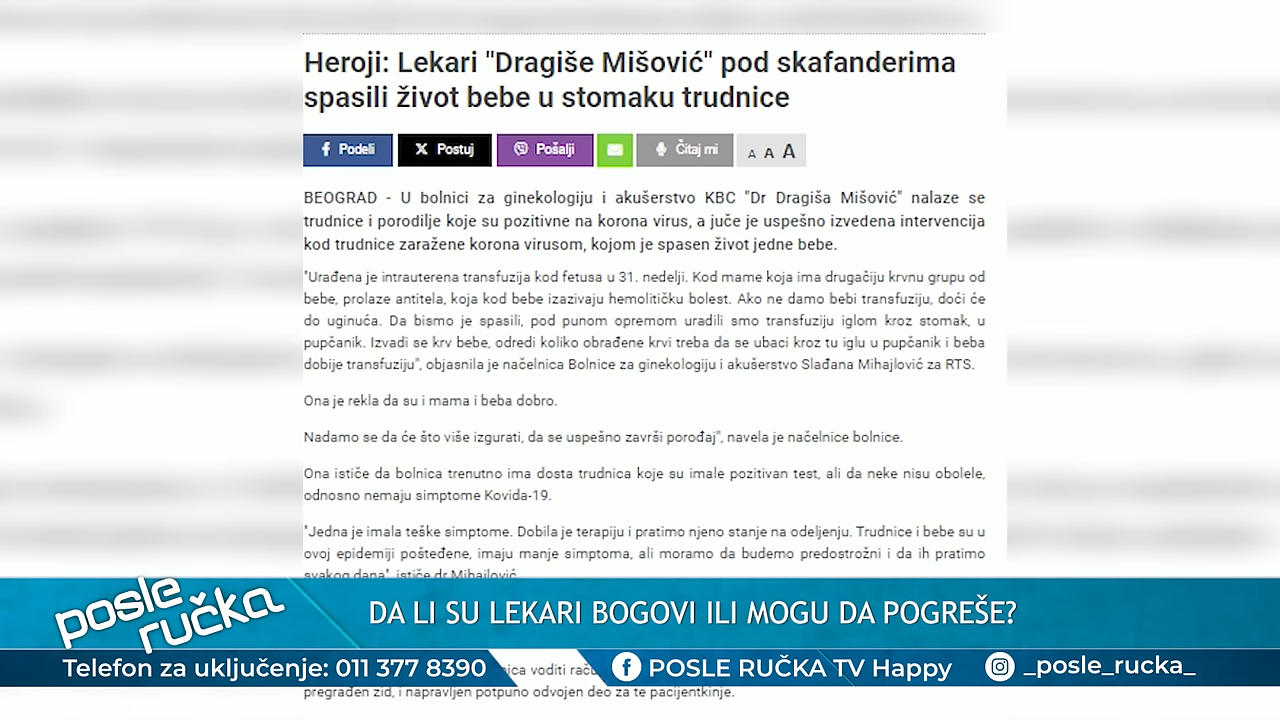 Heroji: Lekari "Dragiše Mišović" pod skafanderima
spasili život bebe u stomaku trudnice
Podeli
Postuj
Pošalji
Čitaj mi
A A A
BEOGRAD - U bolnici za ginekologiju i akušerstvo KBC "Dr Dragiša Mišović" nalaze se
trudnice i porodilje koje su pozitivne na korona virus, a juče je uspešno izvedena intervencija
kod trudnice zaražene korona virusom, kojom je spasen život jedne bebe.
"Urađena je intrauterena transfuzija kod fetusa u 31. nedelji. Kod mame koja ima drugačiju krvnu grupu od
bebe, prolaze antitela, koja kod bebe izazivaju hemolitičku bolest. Ako ne damo bebi transfuziju, doći će
do uginuća. Da bismo je spasili, pod punom opremom uradili smo transfuziju iglom kroz stomak, u
pupčanik. Izvadi se krv bebe, odredi koliko obrađene krvi treba da se ubaci kroz tu iglu u pupčanik i beba
dobije transfuziju", objasnila je načelnica Bolnice za ginekologiju i akušerstvo Slađana Mihajlović za RTS.
Ona je rekla da su i mama i beba dobro.
Nadamo se da će što više izgurati, da se uspešno završi porođaj", navela je načelnice bolnice.
Ona ističe da bolnica trenutno ima dosta trudnica koje su imale pozitivan test, ali da neke nisu obolele,
odnosno nemaju simptome Kovida-19.
"Jedna je imala teške simptome. Dobila je terapiju i pratimo njeno stanje na odeljenju. Trudnice i bebe su u
ovoj epidemiji pošteđene, imaju manje simptoma, ali moramo da budemo predostrožni i da ih pratimo
svakog dana", ističe dr Mihajlović.
posle
ručka
DA LI SU LEKARI BOGOVI ILI MOGU DA POGREŠE?
Telefon za uključenje: 011 377 8390
voditi
POSLE RUČKA TV Happy
_posle_rucka_
pregrađen zid, i napravljen potpuno odvojen deo za te pacijentkinje.